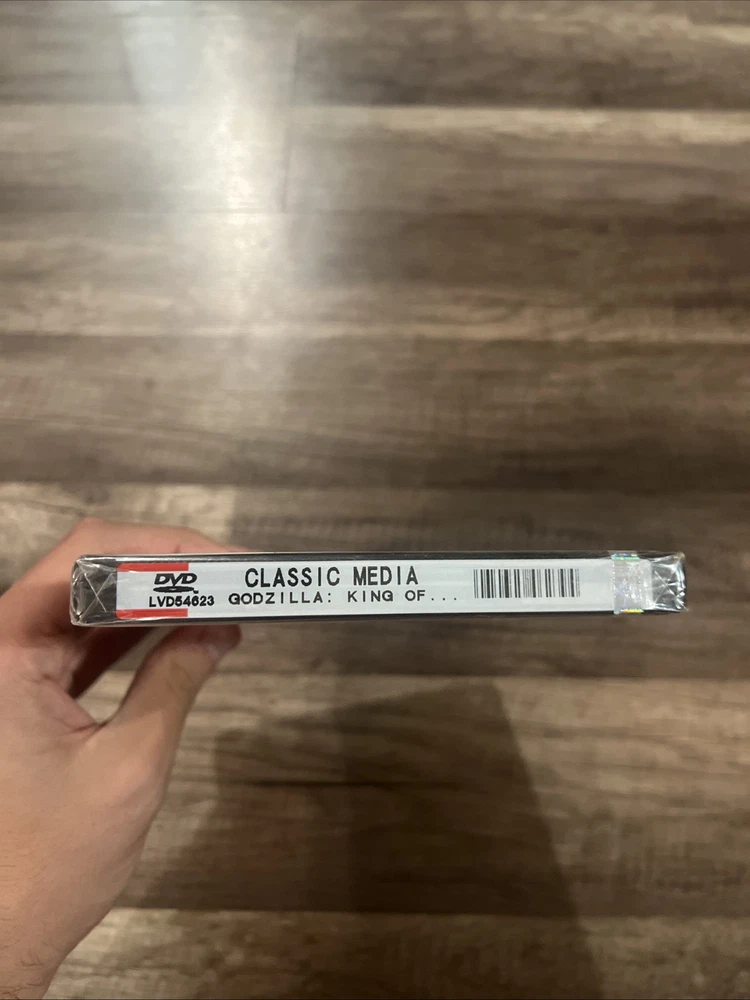 DVD CLASSIC MEDIA
LVD54623 GODZILLA: KING OF...